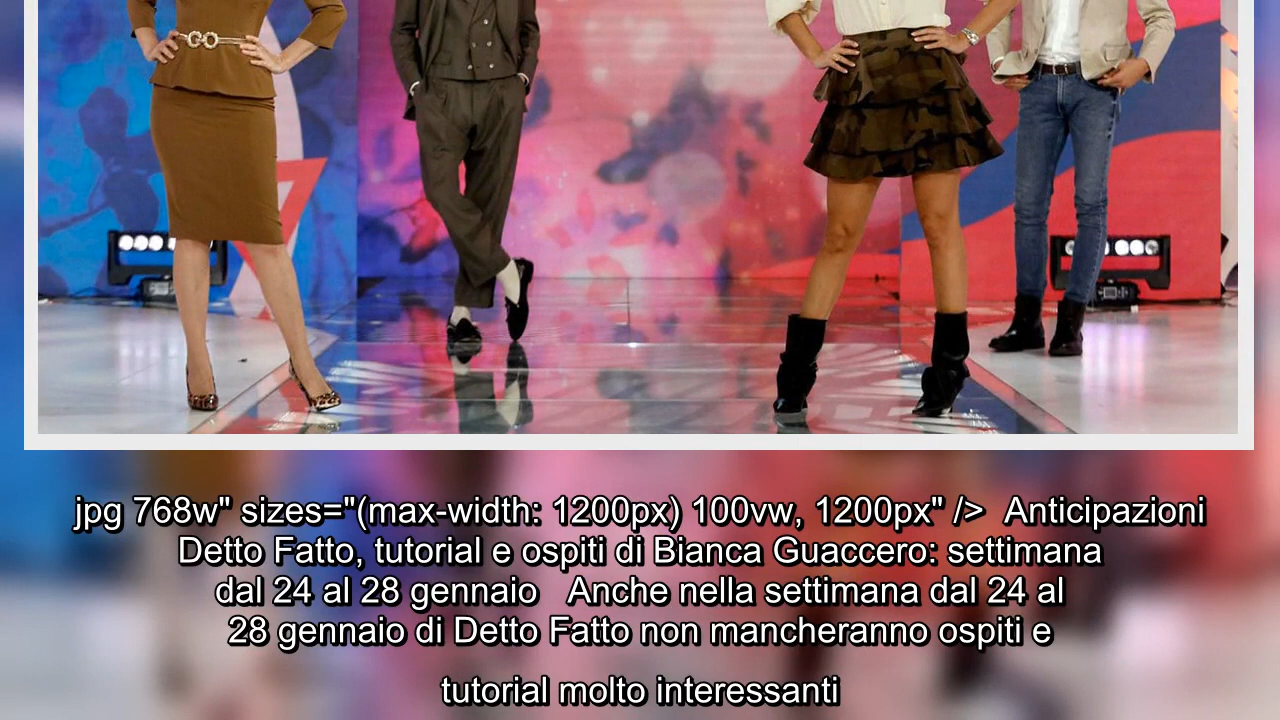 jpg 768w" sizes="(max-width: 1200px) 100vw, 1200px" />  Anticipazioni
Detto Fatto, tutorial e ospiti di Bianca Guaccero: settimana
dal 24 al 28 gennaio   Anche nella settimana dal 24 al
28 gennaio di Detto Fatto non mancheranno ospiti e
tutorial molto interessanti